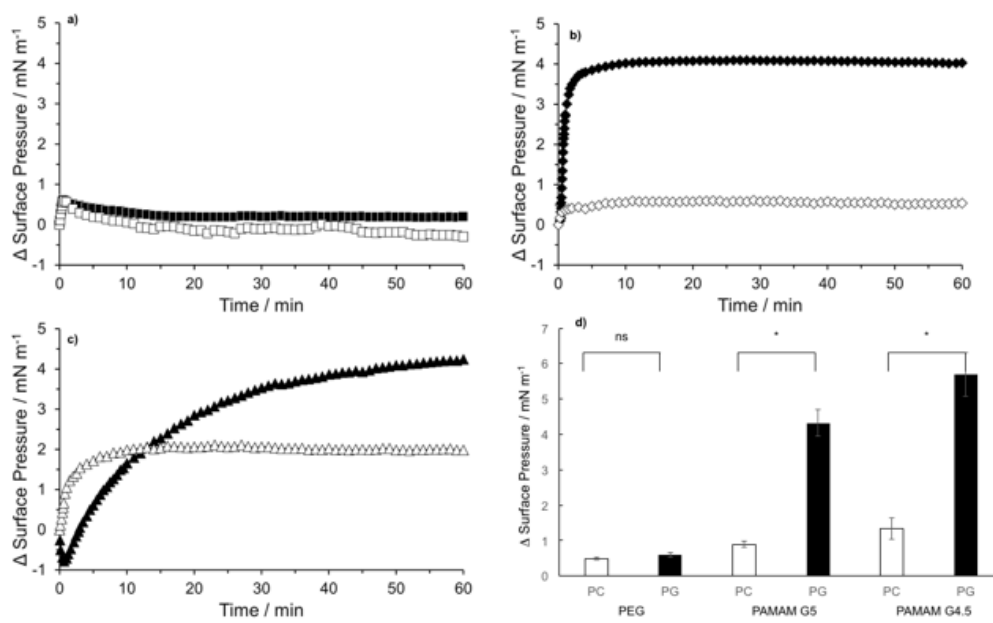 a)
5
4
3
2
1
0
-1
Δ Surface Pressure / mN m⁻¹
0 10 20 30 40 50 60
Time / min
b)
5
4
3
2
1
0
-1
Δ Surface Pressure / mN m⁻¹
0 10 20 30 40 50 60
Time / min
c)
5
4
3
2
1
0
-1
Δ Surface Pressure / mN m⁻¹
0 10 20 30 40 50 60
Time / min
d)
7
6
5
4
3
2
1
0
Δ Surface Pressure / mN m⁻¹
ns * *
PC PG PC PG PC PG
PEG PAMAM G5 PAMAM G4.5